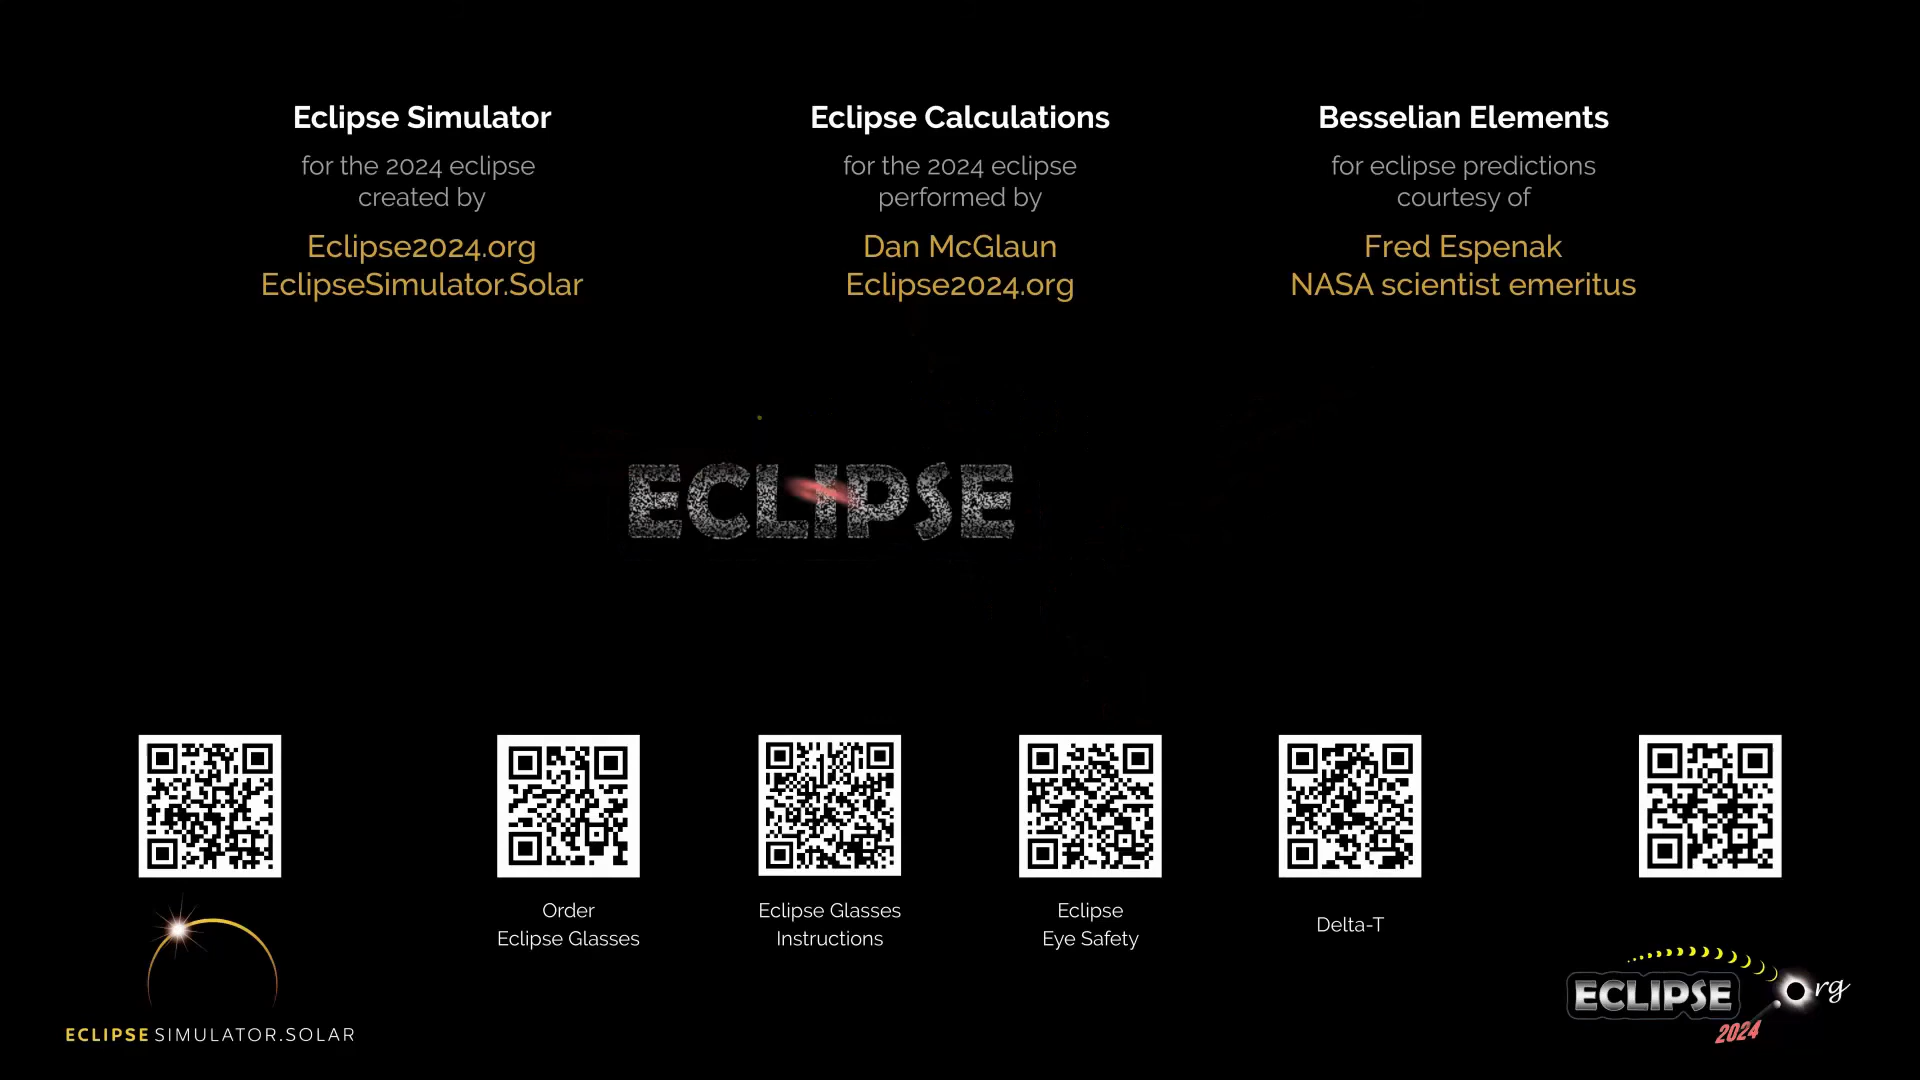 Eclipse Simulator
for the 2024 eclipse
created by
Eclipse2024.org
EclipseSimulator.Solar
Eclipse Calculations
for the 2024 eclipse
performed by
Dan McGlaun
Eclipse2024.org
Besselian Elements
for eclipse predictions
courtesy of
Fred Espenak
NASA scientist emeritus
ECLIPSE
Order
Eclipse Glasses
Eclipse Glasses
Instructions
Eclipse
Eye Safety
Delta-T
ECLIPSESIMULATOR.SOLAR
ECLIPSE .Org
2024